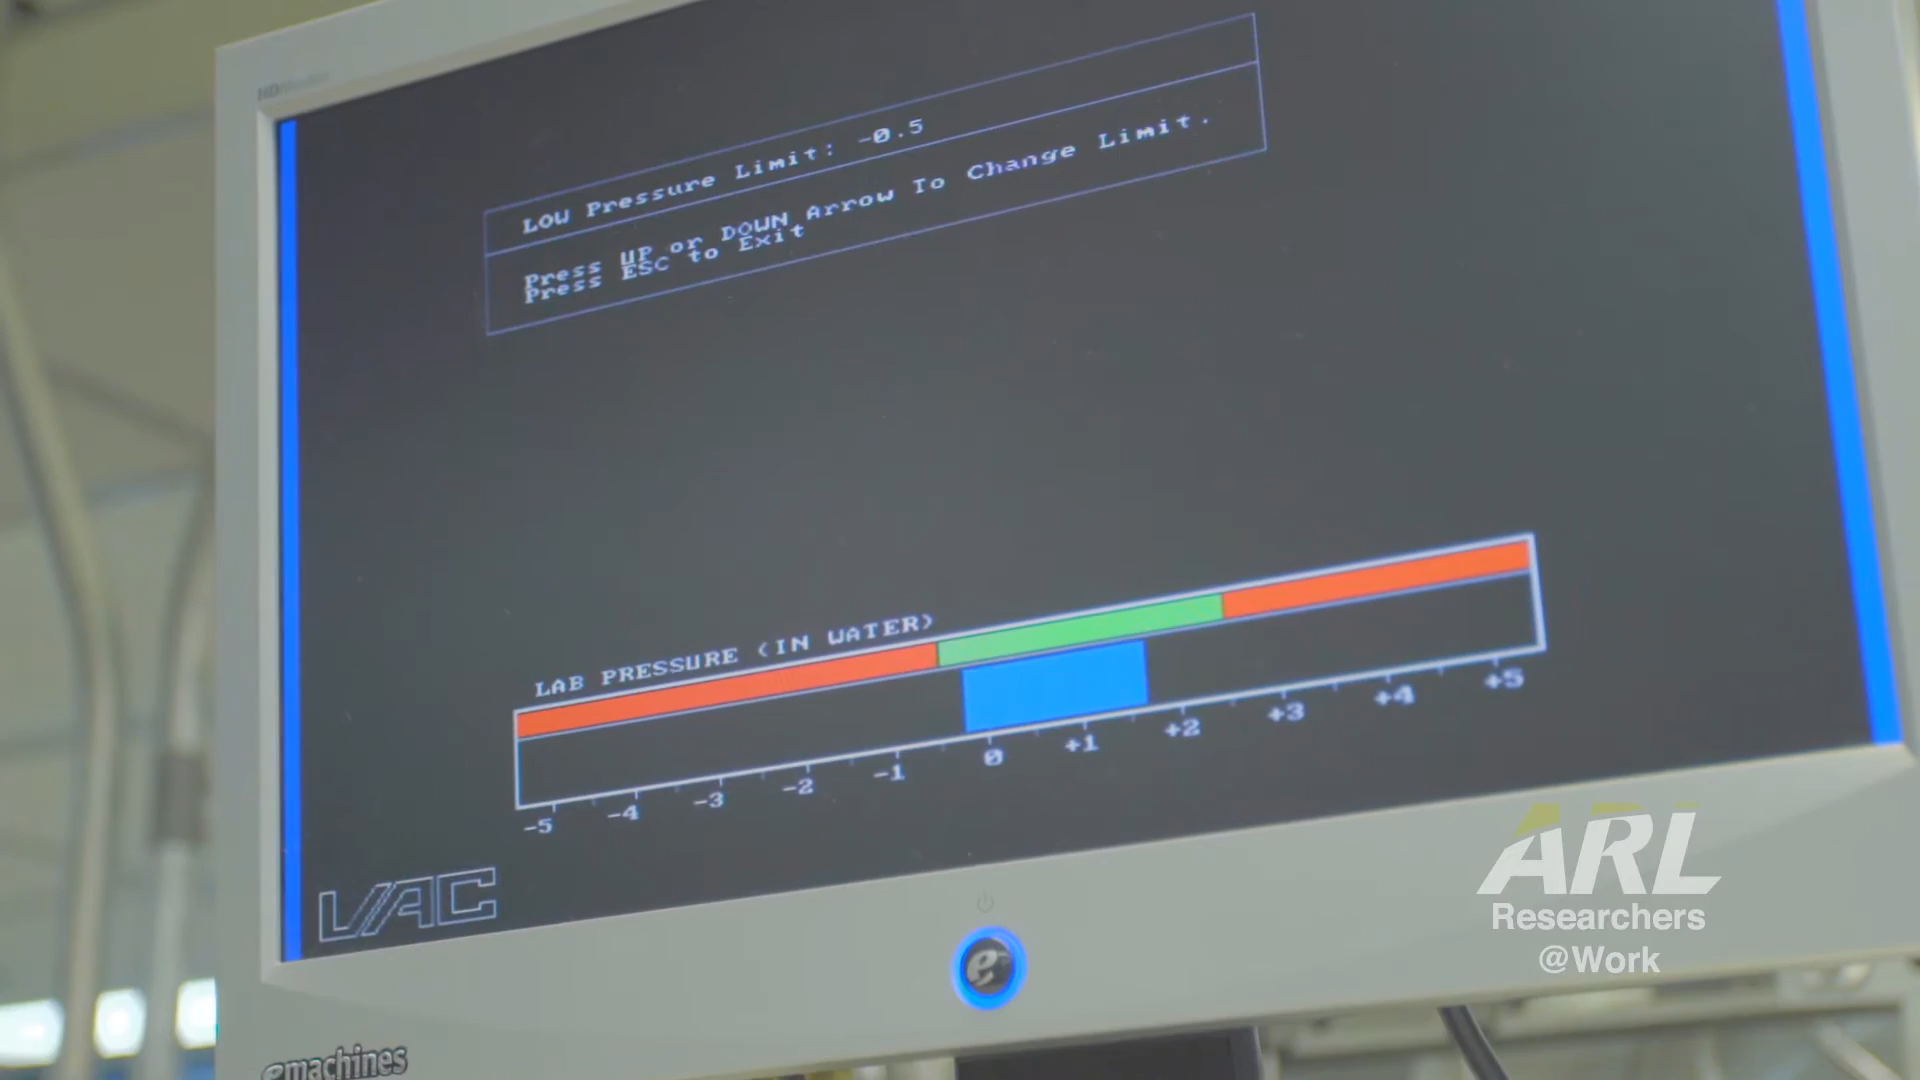 LOW Pressure Limit: -0.5
Press UP or DOWN Arrow To Change Limit.
Press ESC to Exit
LAB PRESSURE (IN WATER)
-5 -4 -3 -2 -1 0 +1 +2 +3 +4 +5
VAC
e
emachines
ARL
Researchers
@Work